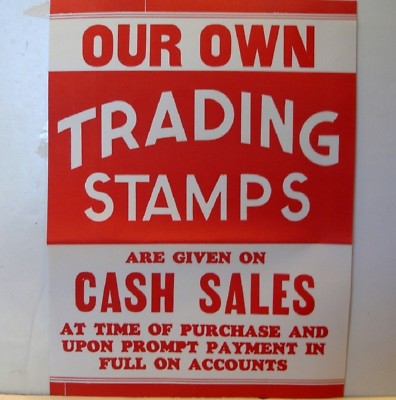 OUR OWN
TRADING
STAMPS
ARE GIVEN ON
CASH SALES
AT TIME OF PURCHASE AND
UPON PROMPT PAYMENT IN
FULL ON ACCOUNTS